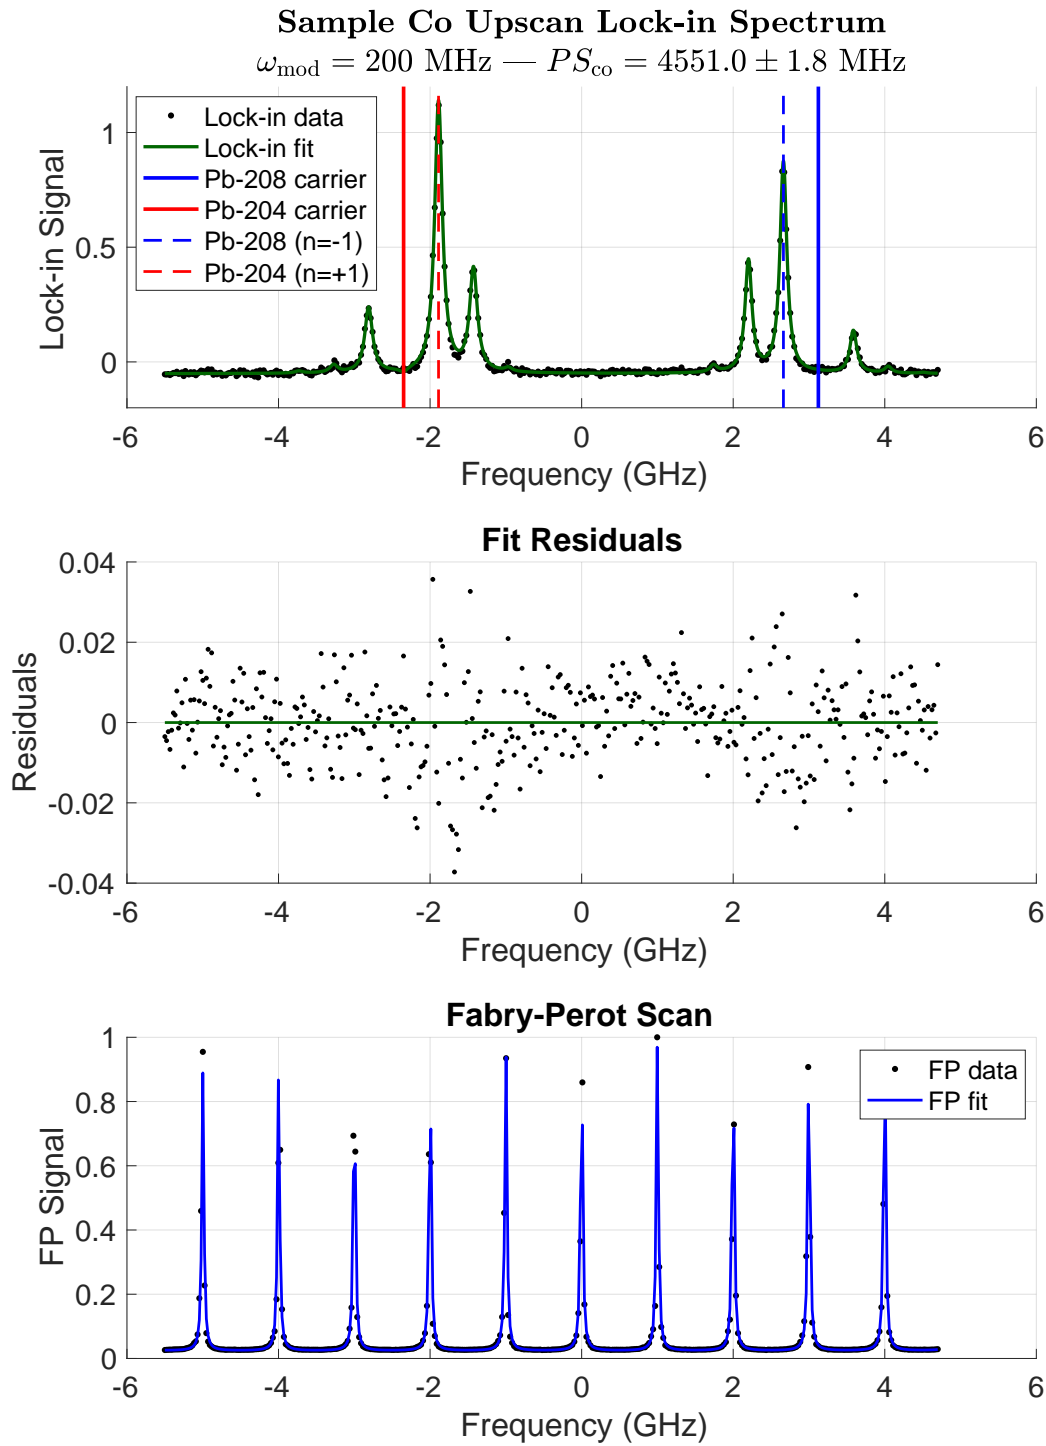 Sample Co Upscan Lock-in Spectrum
ω_mod = 200 MHz — PS_co = 4551.0 ± 1.8 MHz
Lock-in Signal
1
0.5
0
Lock-in data
Lock-in fit
Pb-208 carrier
Pb-204 carrier
Pb-208 (n=-1)
Pb-204 (n=+1)
-6 -4 -2 0 2 4 6
Frequency (GHz)
Fit Residuals
Residuals
0.04
0.02
0
-0.02
-0.04
-6 -4 -2 0 2 4 6
Frequency (GHz)
Fabry-Perot Scan
FP Signal
1
0.8
0.6
0.4
0.2
0
FP data
FP fit
-6 -4 -2 0 2 4 6
Frequency (GHz)